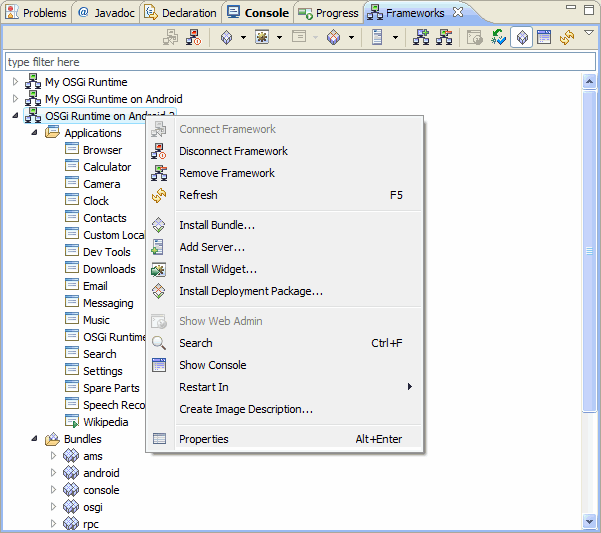 Problems Javadoc Declaration Console Progress Frameworks
type filter here
My OSGi Runtime
My OSGi Runtime on Android
OSGi Runtime on Android 2
Applications
Browser
Calculator
Camera
Clock
Contacts
Custom Loca
Dev Tools
Downloads
Email
Messaging
Music
OSGi Runtime
Search
Settings
Spare Parts
Speech Reco
Wikipedia
Bundles
ams
android
console
osgi
rpc
Connect Framework
Disconnect Framework
Remove Framework
Refresh F5
Install Bundle...
Add Server...
Install Widget...
Install Deployment Package...
Show Web Admin
Search Ctrl+F
Show Console
Restart In
Create Image Description...
Properties Alt+Enter